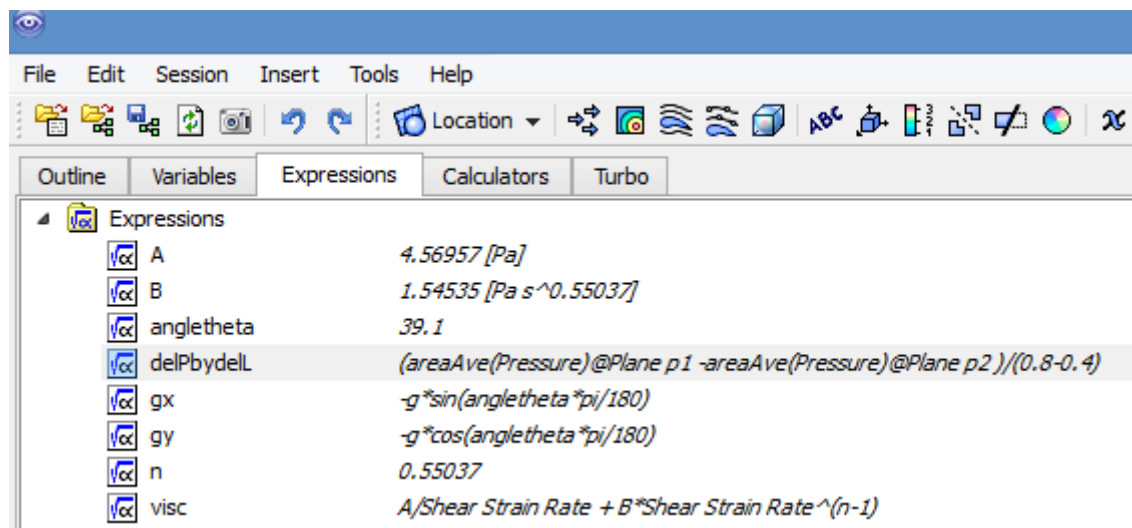 File Edit Session Insert Tools Help
Location ABC x
Outline Variables Expressions Calculators Turbo
Expressions
A 4.56957 [Pa]
B 1.54535 [Pa s^0.55037]
angletheta 39.1
delPbydelL (areaAve(Pressure)@Plane p1 -areaAve(Pressure)@Plane p2 )/(0.8-0.4)
gx -g*sin(angletheta*pi/180)
gy -g*cos(angletheta*pi/180)
n 0.55037
visc A/Shear Strain Rate + B*Shear Strain Rate^(n-1)